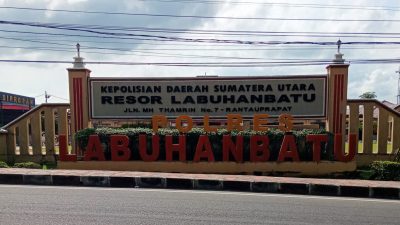 KEPOLISIAN DAERAH SUMATERA UTARA
RESOR LABUHANBATU
JLN. MH THAMRIN No. 7 - RANTAUPRAPAT
POLRES
LABUHANBATU